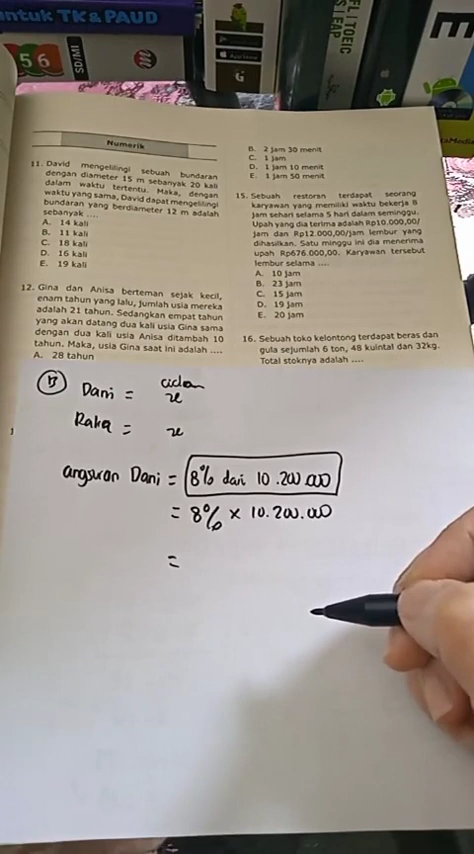 ntuk TK & PAUD
56
SD/MI
App Store
G
FL I TOEIC
Numerik
11. David mengelilingi sebuah bundaran
dengan diameter 15 m sebanyak 20 kali
dalam waktu tertentu. Maka, dengan
waktu yang sama, David dapat mengelilingi
bundaran yang berdiameter 12 m adalah
sebanyak ....
A. 14 kali
B. 11 kali
C. 18 kali
D. 16 kali
E. 19 kali
12. Gina dan Anisa berteman sejak kecil,
enam tahun yang lalu, jumlah usia mereka
adalah 21 tahun. Sedangkan empat tahun
yang akan datang dua kali usia Gina sama
dengan dua kali usia Anisa ditambah 10
tahun. Maka, usia Gina saat ini adalah ....
A. 28 tahun
B. 2 jam 30 menit
C. 1 jam
D. 1 jam 10 menit
E. 1 jam 50 menit
15. Sebuah restoran terdapat seorang
karyawan yang memiliki waktu bekerja 8
jam sehari selama 5 hari dalam seminggu.
Upah yang dia terima adalah Rp10.000,00/
jam dan Rp12.000,00/jam lembur yang
dihasilkan. Satu minggu ini dia menerima
upah Rp676.000,00. Karyawan tersebut
lembur selama ....
A. 10 jam
B. 23 jam
C. 15 jam
D. 19 jam
E. 20 jam
16. Sebuah toko kelontong terdapat beras dan
gula sejumlah 6 ton, 48 kuintal dan 32kg.
Total stoknya adalah ....
Dani =
x
Raka = x
angsuran Dani = 8% dari 10.200.000
= 8% × 10.200.000
=